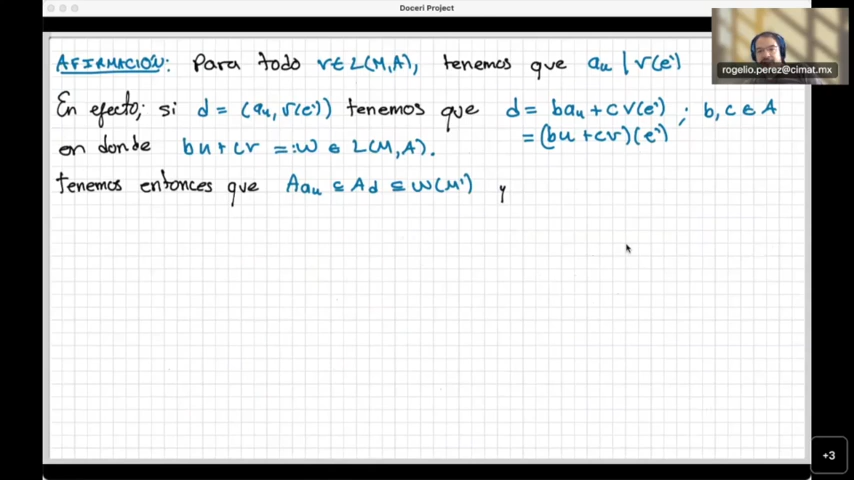 Doceri Project
rogelio.perez@cimat.mx
AFIRMACION: Para todo v ∈ L(M,A), tenemos que a_u | v(e')
En efecto; si d = (a_u, v(e')) tenemos que d = ba_u + cv(e') ; b, c ∈ A
= (bu + cv)(e')
en donde bu + cv =: w ∈ L(M,A).
tenemos entonces que Aa_u ⊆ Ad ⊆ w(M') y
+3